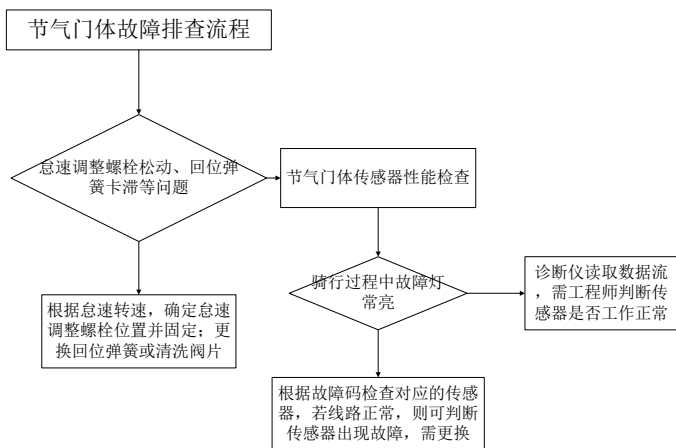 节气门体故障排查流程
怠速调整螺栓松动、回位弹
簧卡滞等问题
节气门体传感器性能检查
骑行过程中故障灯
常亮
诊断仪读取数据流
,需工程师判断传
感器是否工作正常
根据怠速转速,确定怠速
调整螺栓位置并固定;更
换回位弹簧或清洗阀片
根据故障码检查对应的传感
器,若线路正常,则可判断
传感器出现故障,需更换